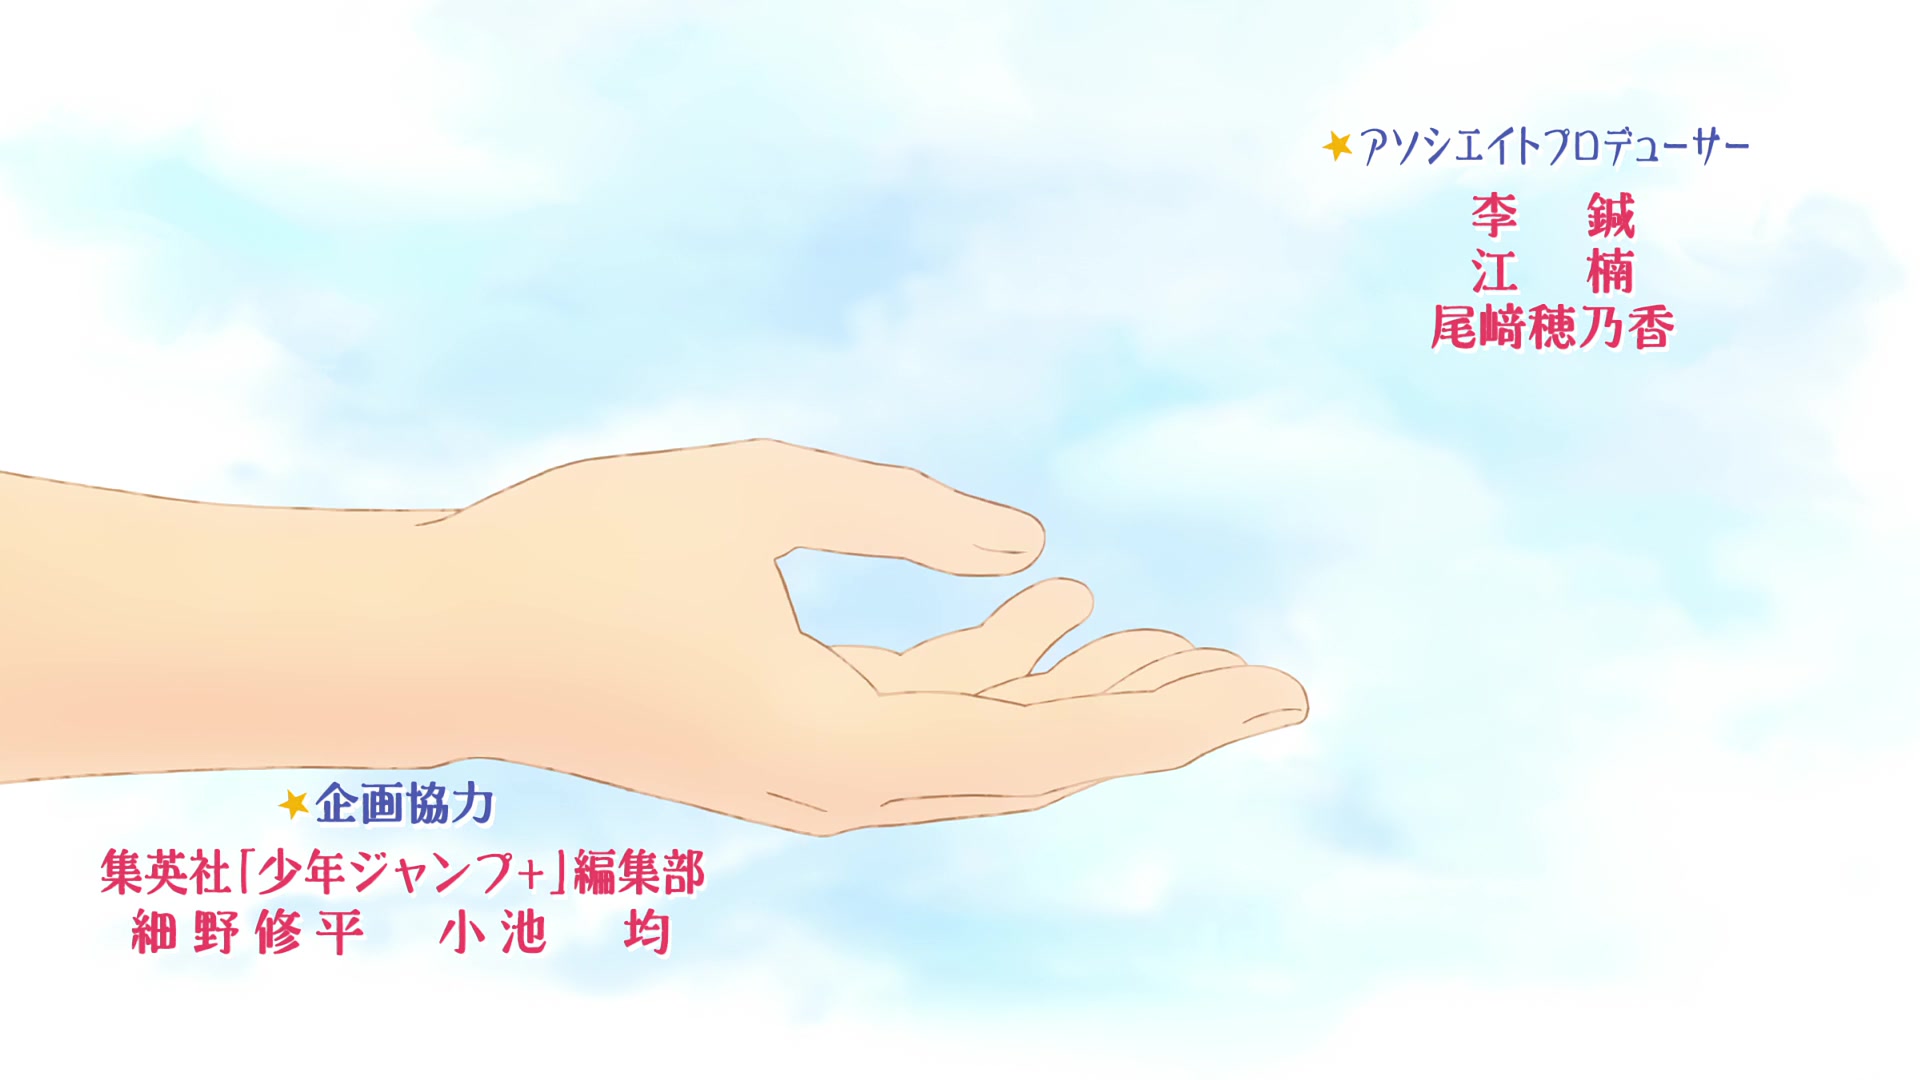 ★アソシエイトプロデューサー
李 鍼
江 楠
尾﨑穂乃香
★企画協力
集英社「少年ジャンプ+」編集部
細野修平 小池 均